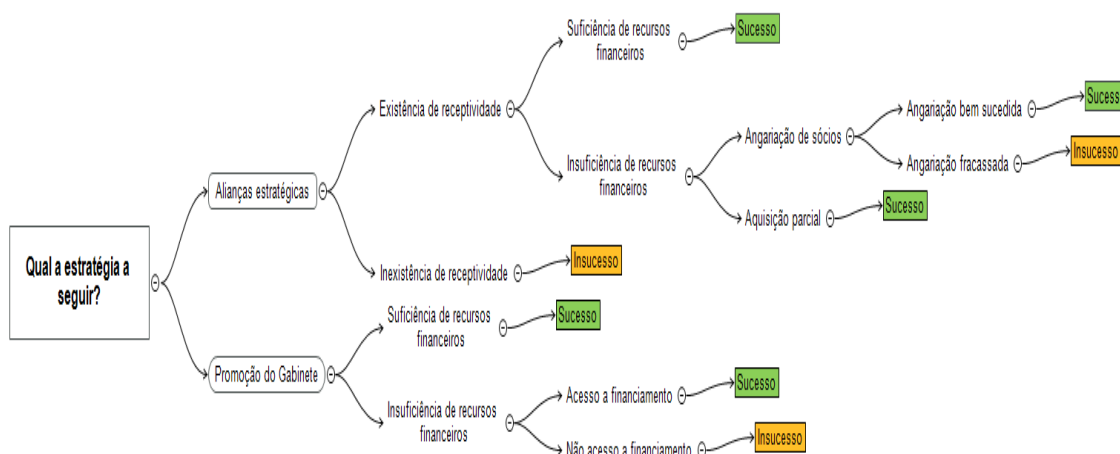 Qual a estratégia a
seguir?
Alianças estratégicas
Existência de receptividade
Suficiência de recursos
financeiros
Sucesso
Insuficiência de recursos
financeiros
Angariação de sócios
Angariação bem sucedida
Sucess
Angariação fracassada
Insucesso
Aquisição parcial
Sucesso
Inexistência de receptividade
Insucesso
Promoção do Gabinete
Suficiência de recursos
financeiros
Sucesso
Insuficiência de recursos
financeiros
Acesso a financiamento
Sucesso
Não acesso a financiamento
Insucesso